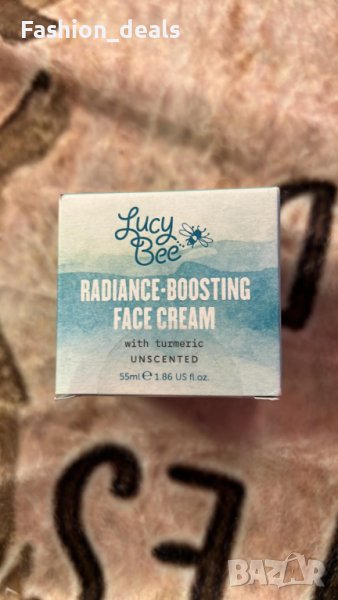 Fashion_deals
Lucy
Bee
RADIANCE-BOOSTING
FACE CREAM
with turmeric
UNSCENTED
55ml ℮ 1.86 US fl.oz.
BAZAR